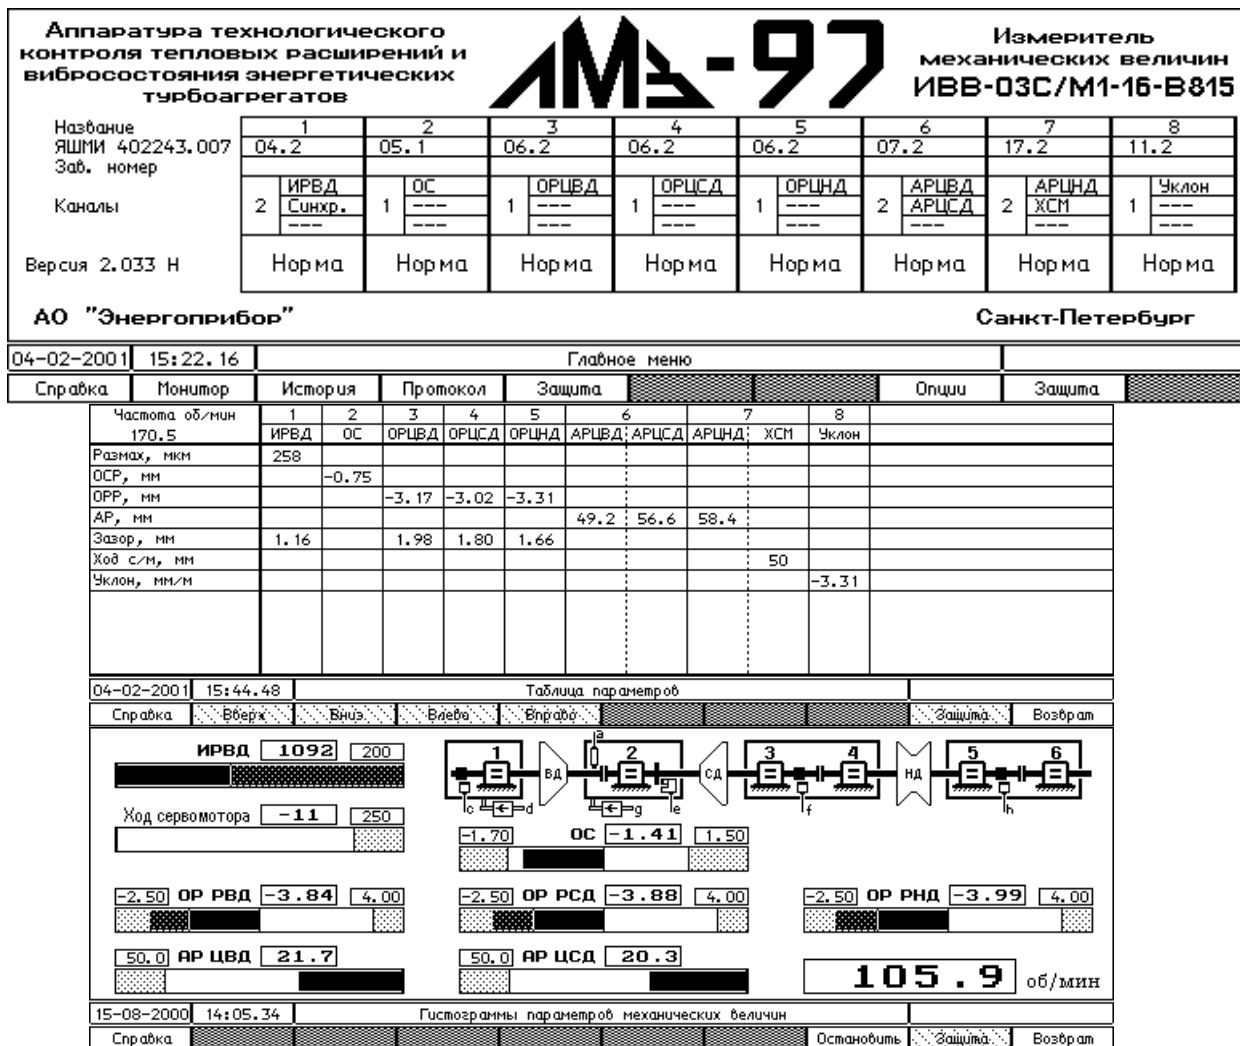 Аппаратура технологического
контроля тепловых расширений и
вибросостояния энергетических
турбоагрегатов
АМЪ-97
Измеритель
механических величин
ИВВ-03С/М1-16-В815
Название 1 2 3 4 5 6 7 8
ЯШМИ 402243.007 04.2 05.1 06.2 06.2 06.2 07.2 17.2 11.2
Зав. номер
ИРВД ОС ОРЦВД ОРЦСД ОРЦНД АРЦВД АРЦНД Уклон
Каналы 2 Синхр. 1 --- 1 --- 1 --- 1 --- 2 АРЦСД 2 ХСМ 1 ---
--- --- --- --- --- --- --- ---
Версия 2.033 Н Норма Норма Норма Норма Норма Норма Норма Норма
АО "Энергоприбор" Санкт-Петербург
04-02-2001 15:22.16 Главное меню
Справка Монитор История Протокол Защита Опции Защита
Частота об/мин 1 2 3 4 5 6 7 8
170.5 ИРВД ОС ОРЦВД ОРЦСД ОРЦНД АРЦВД АРЦСД АРЦНД ХСМ Уклон
Размах, мкм 258
ОСР, мм -0.75
ОРР, мм -3.17 -3.02 -3.31
АР, мм 49.2 56.6 58.4
Зазор, мм 1.16 1.98 1.80 1.66
Ход с/м, мм 50
Уклон, мм/м -3.31
04-02-2001 15:44.48 Таблица параметров
Справка Вверх Вниз Влево Вправо Защита Возврат
ИРВД 1092 200
a
1 ВД 2 СД 3 4 НД 5 6
c d g e f h
Ход сервомотора -11 250
-1.70 ОС -1.41 1.50
-2.50 ОР РВД -3.84 4.00 -2.50 ОР РСД -3.88 4.00 -2.50 ОР РНД -3.99 4.00
50.0 АР ЦВД 21.7 50.0 АР ЦСД 20.3
105.9 об/мин
15-08-2000 14:05.34 Гистограммы параметров механических величин
Справка Остановить Защита Возврат